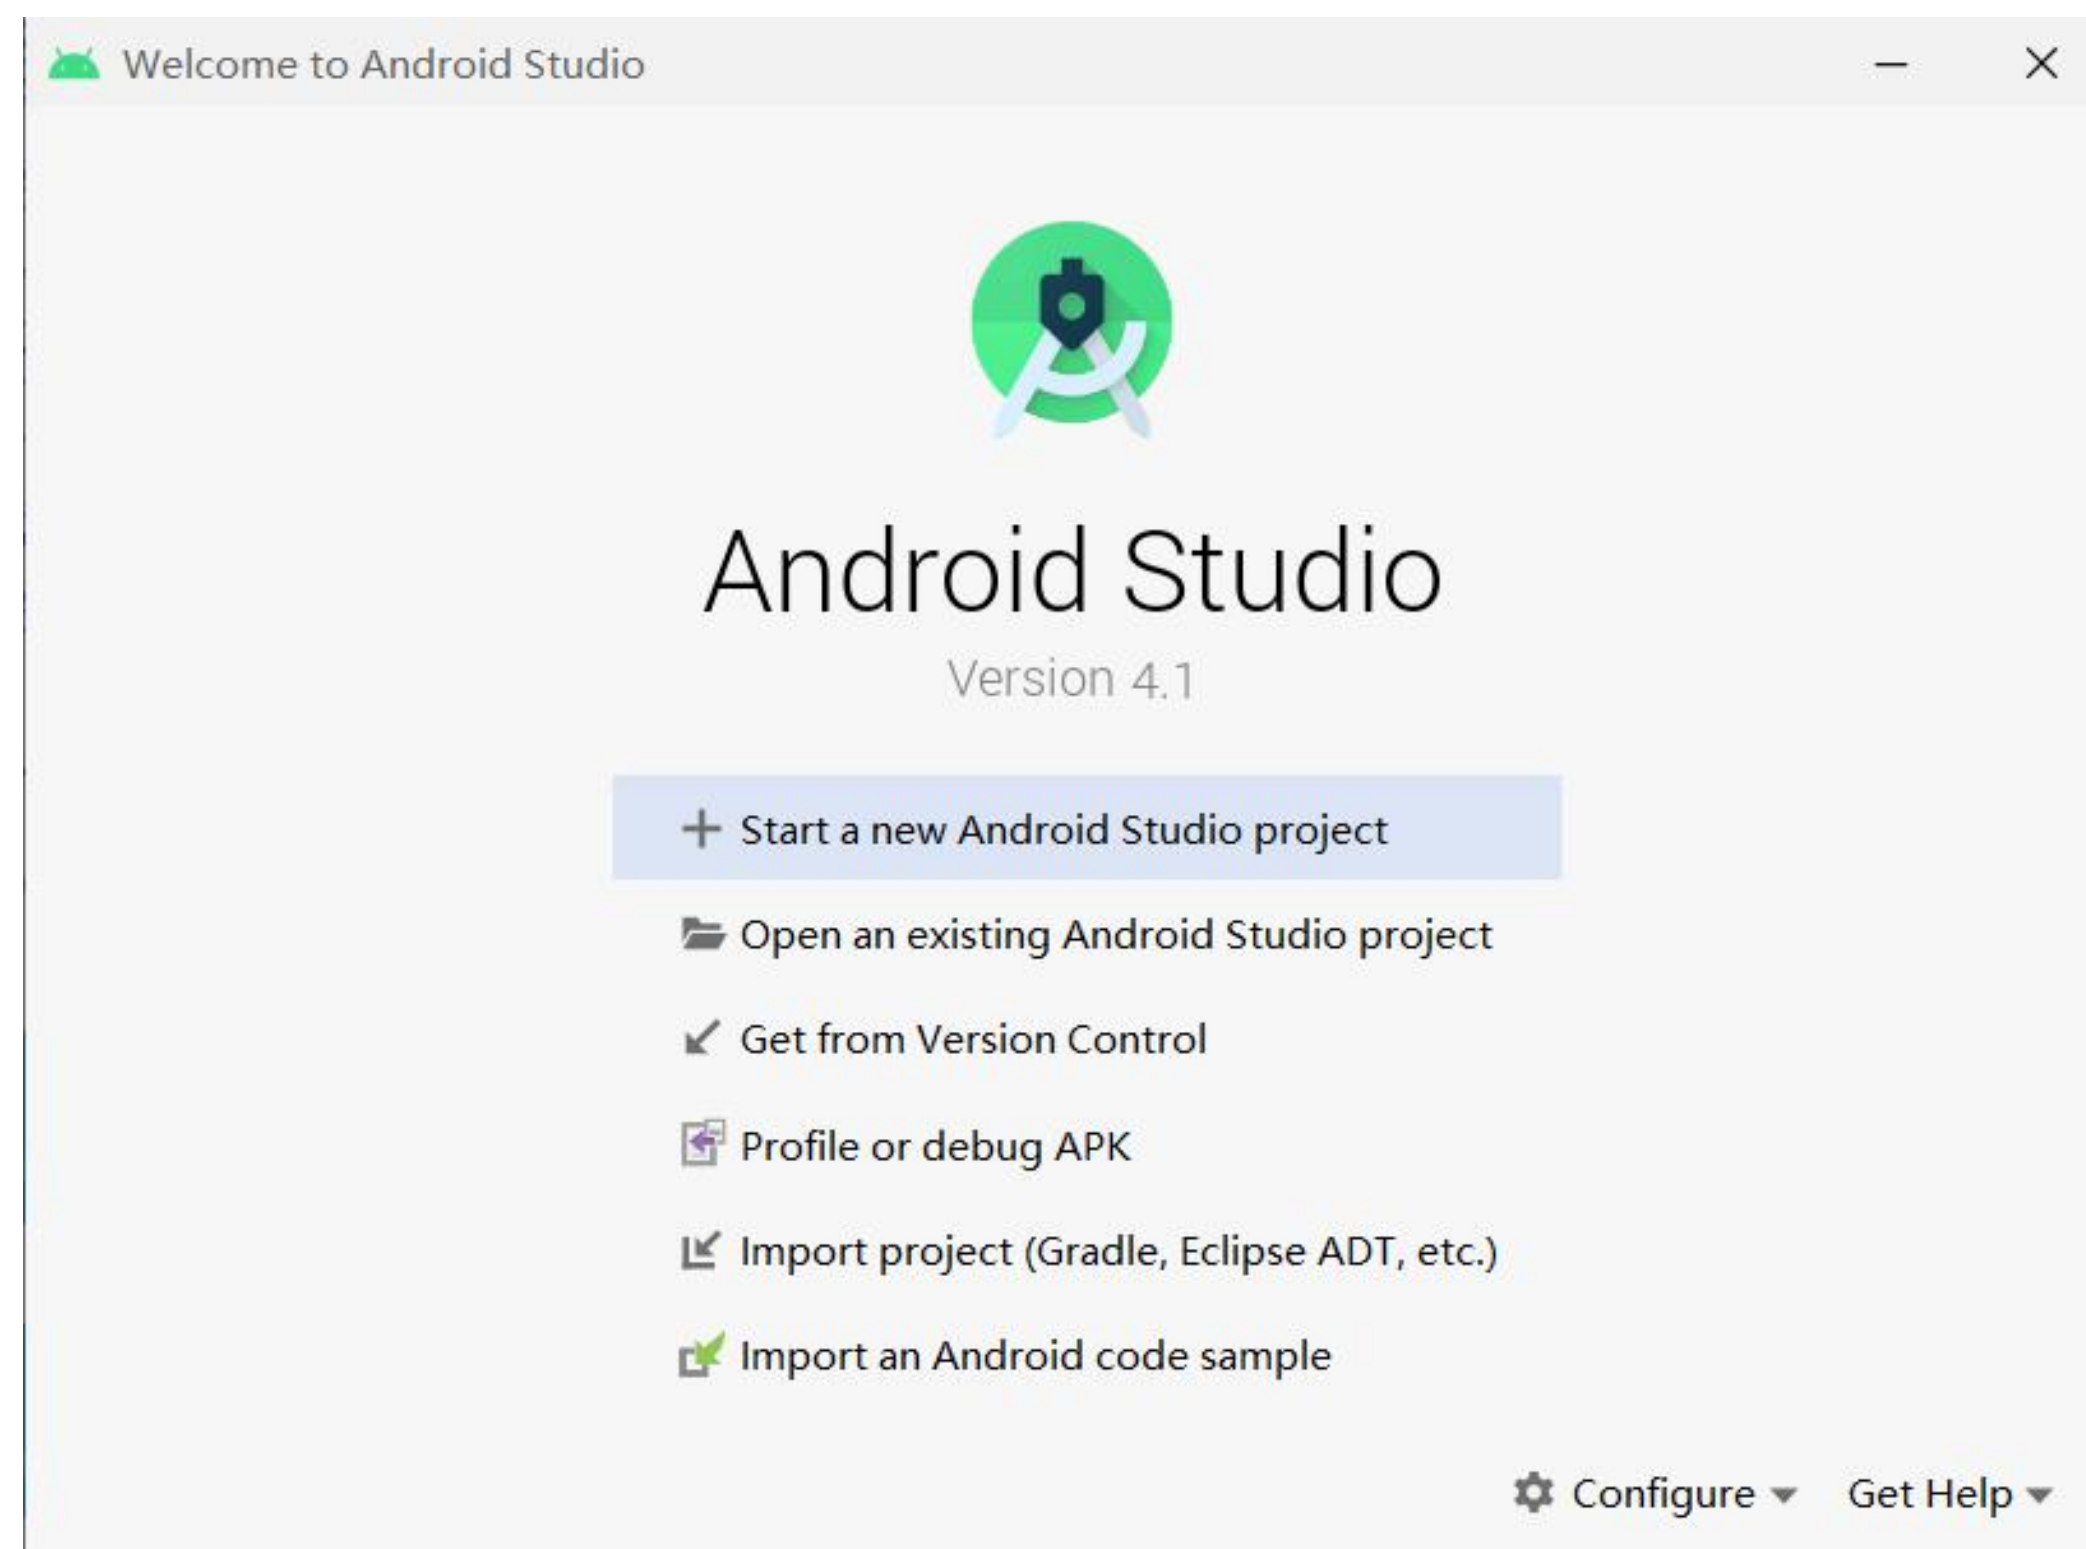 Welcome to Android Studio
Android Studio
Version 4.1
Start a new Android Studio project
Open an existing Android Studio project
Get from Version Control
Profile or debug APK
Import project (Gradle, Eclipse ADT, etc.)
Import an Android code sample
Configure Get Help